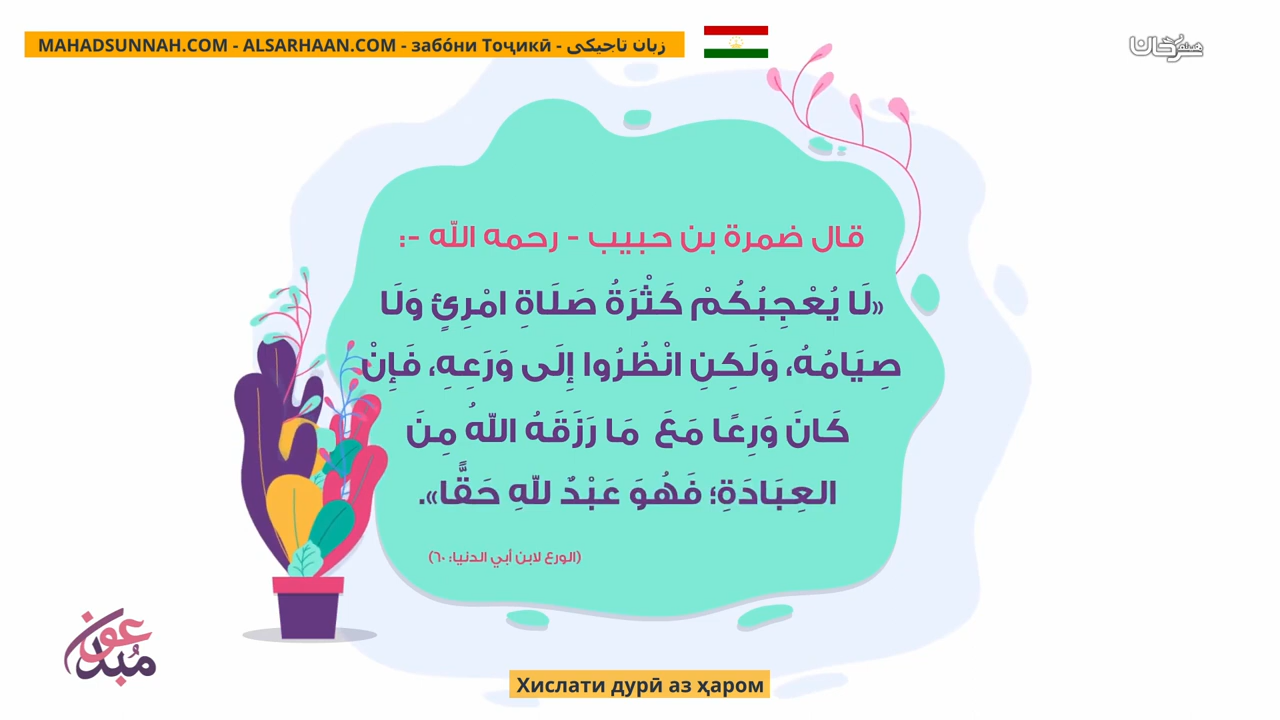 MAHADSUNNAH.COM - ALSARHAAN.COM - забо́ни Тоҷикӣ - زبان تاجیکی
قال ضمرة بن حبيب - رحمه الله -:
«لَا يُعْجِبُكُمْ كَثْرَةُ صَلَاةِ امْرِئٍ وَلَا
صِيَامُهُ، وَلَكِنِ انْظُرُوا إِلَى وَرَعِهِ، فَإِنْ
كَانَ وَرِعًا مَعَ مَا رَزَقَهُ اللّهُ مِنَ
العِبَادَةِ؛ فَهُوَ عَبْدٌ للّهِ حَقًّا».
(الورع لابن أبي الدنيا: ٦٠)
مُبدعون
Хислати дурӣ аз ҳаром